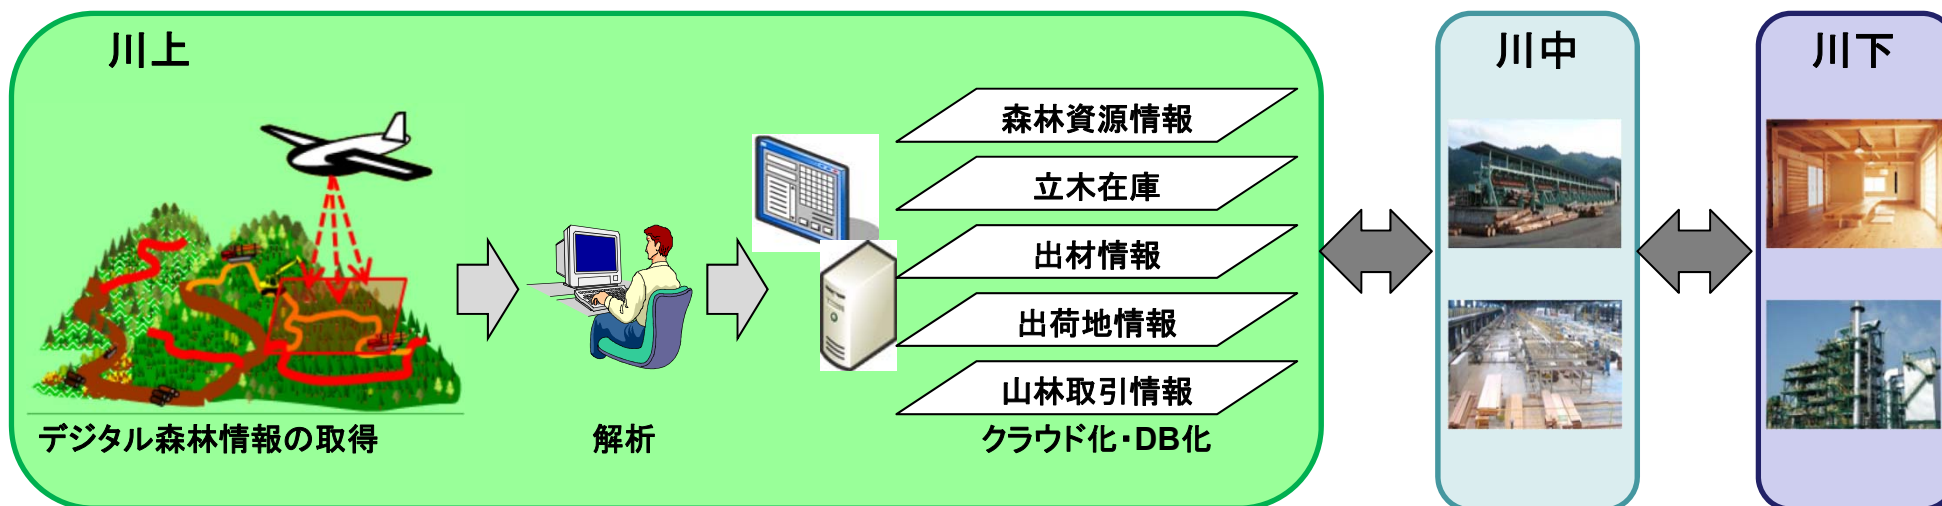 川上
川中
川下
森林資源情報
立木在庫
出材情報
出荷地情報
山林取引情報
デジタル森林情報の取得
解析
クラウド化・DB化